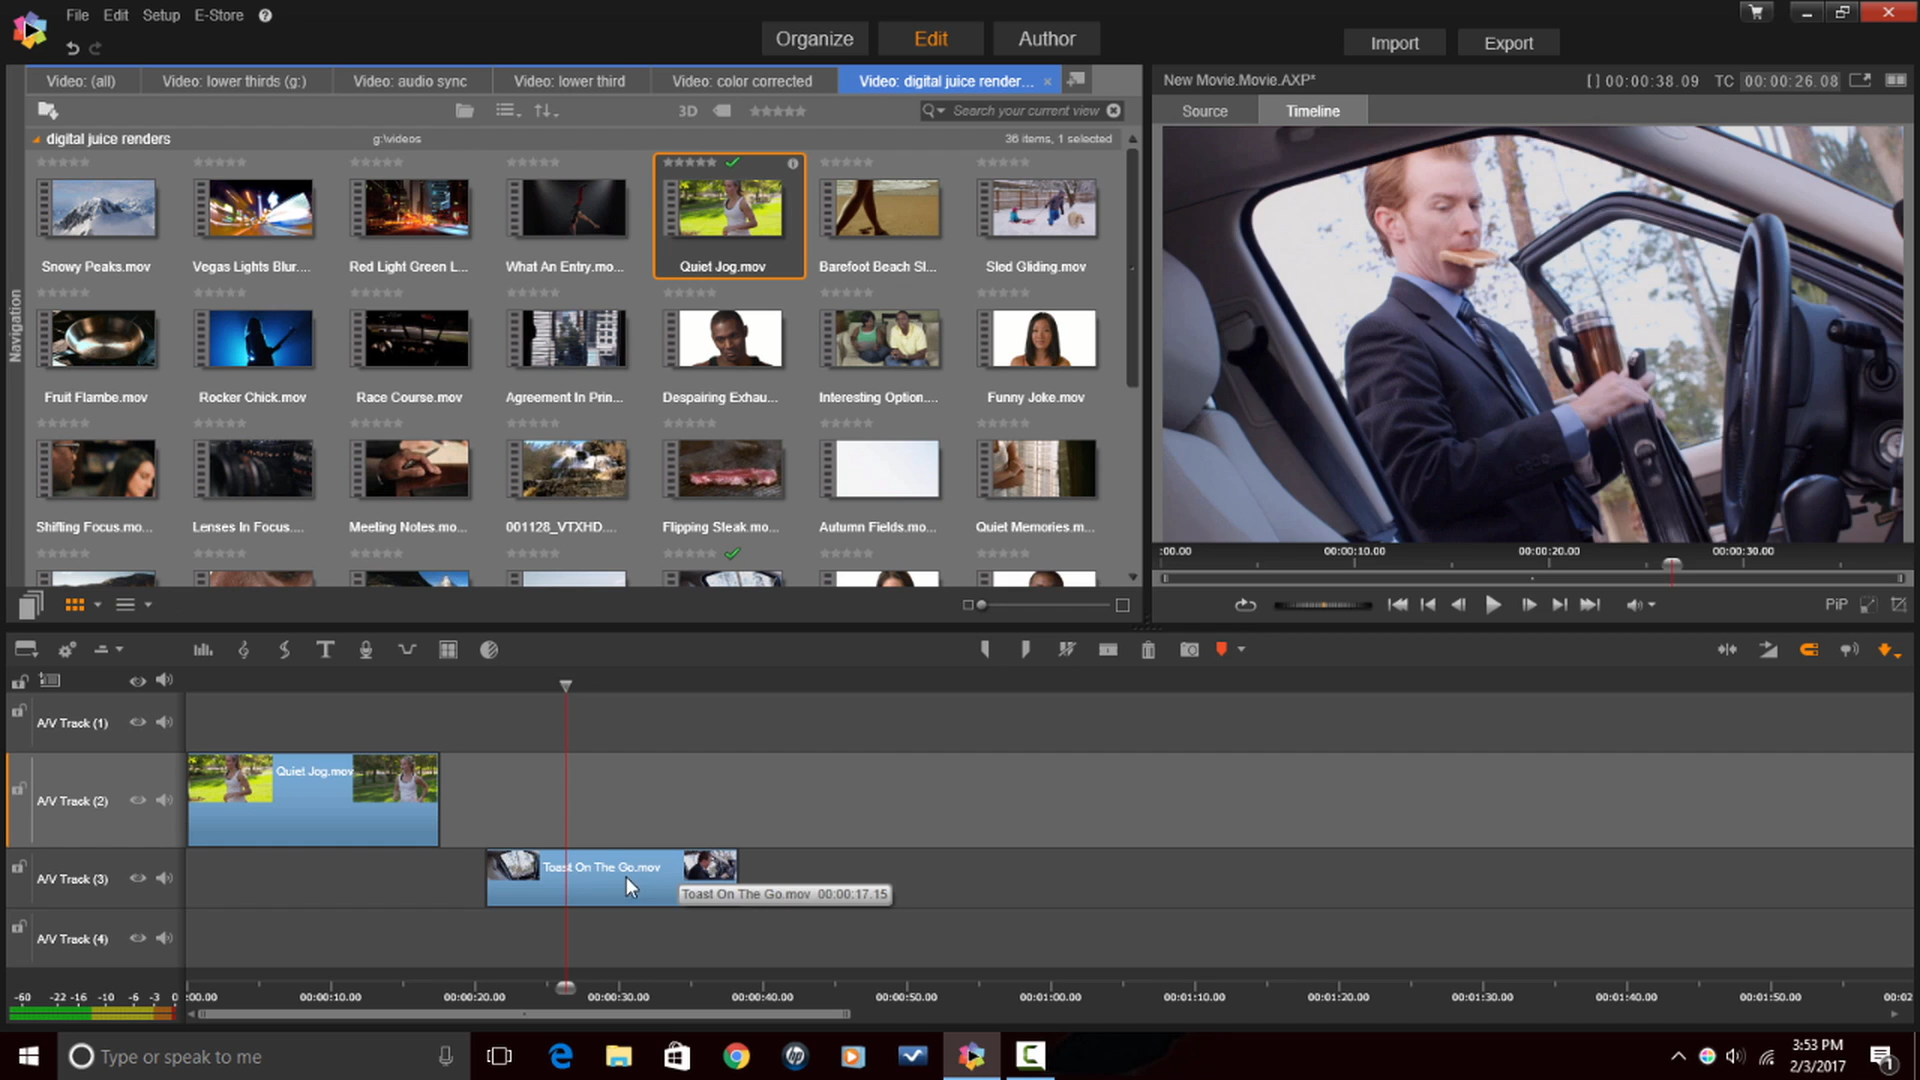 File Edit Setup E-Store ?
Organize Edit Author
Import Export
Video: (all) Video: lower thirds (g:) Video: audio sync Video: lower third Video: color corrected Video: digital juice render... ×
New Movie.Movie.AXP* [ ] 00:00:38.09 TC 00:00:26.08
3D Search your current view
Source Timeline
digital juice renders g:\videos 36 items, 1 selected
Snowy Peaks.mov Vegas Lights Blur.... Red Light Green L... What An Entry.mo... Quiet Jog.mov Barefoot Beach Sl... Sled Gliding.mov
Navigation
Fruit Flambe.mov Rocker Chick.mov Race Course.mov Agreement In Prin... Despairing Exhau... Interesting Option.... Funny Joke.mov
Shifting Focus.mo... Lenses In Focus.... Meeting Notes.mo... 001128_VTXHD.... Flipping Steak.mo... Autumn Fields.mo... Quiet Memories.m...
:00.00 00:00:10.00 00:00:20.00 00:00:30.00
PiP
A/V Track (1)
A/V Track (2) Quiet Jog.mov
A/V Track (3) Toast On The Go.mov
Toast On The Go.mov 00:00:17.15
A/V Track (4)
-60 -22 -16 -10 -6 -3 0 :00.00 00:00:10.00 00:00:20.00 00:00:30.00 00:00:40.00 00:00:50.00 00:01:00.00 00:01:10.00 00:01:20.00 00:01:30.00 00:01:40.00 00:01:50.00 00:02
Type or speak to me
hp
C
3:53 PM
2/3/2017
1